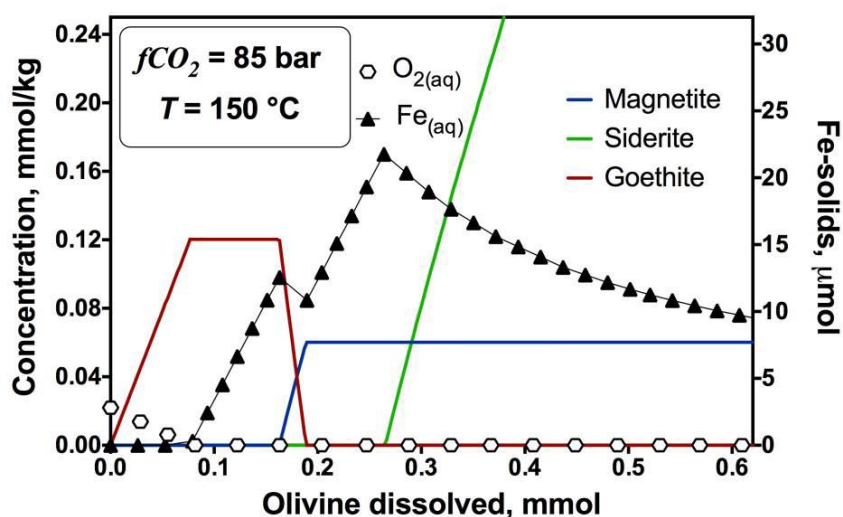 fCO₂ = 85 bar
T = 150 °C
O₂(aq)
Fe(aq)
Magnetite
Siderite
Goethite
Concentration, mmol/kg
0.24
0.20
0.16
0.12
0.08
0.04
0.00
Fe-solids, μmol
30
25
20
15
10
5
0
0.0 0.1 0.2 0.3 0.4 0.5 0.6
Olivine dissolved, mmol